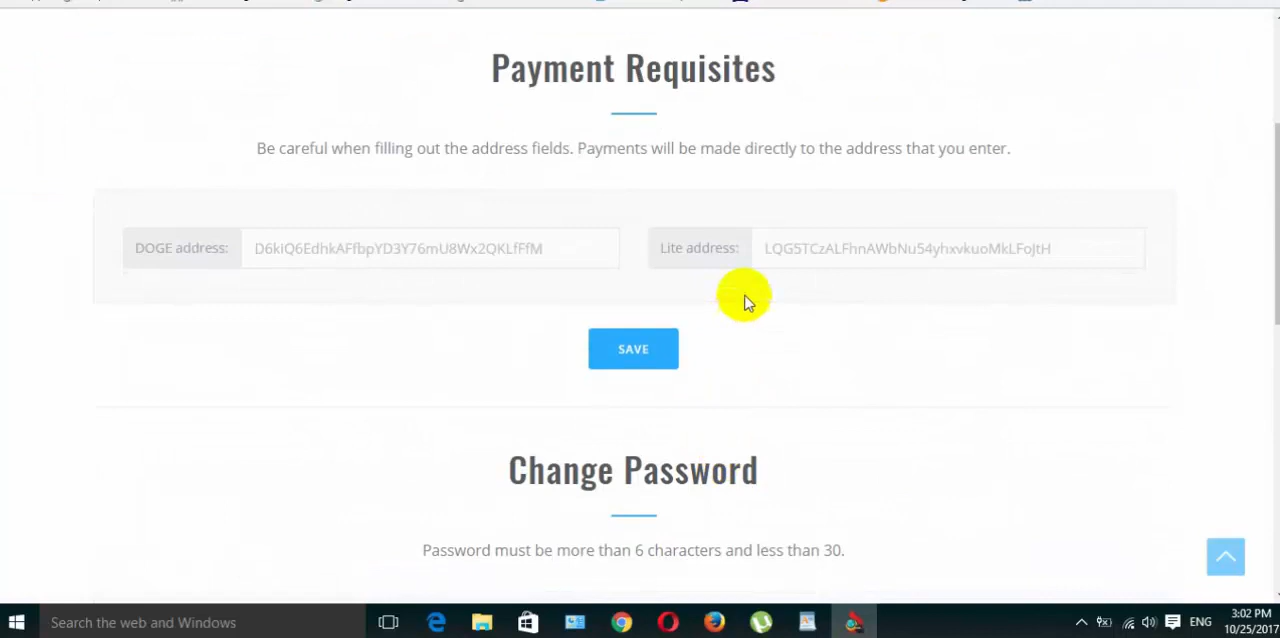 Payment Requisites
Be careful when filling out the address fields. Payments will be made directly to the address that you enter.
DOGE address: D6kiQ6EdhkAFfbpYD3Y76mU8Wx2QKLfFfM
Lite address: LQG5TCzALFhnAWbNu54yhxvkuoMkLFoJtH
SAVE
Change Password
Password must be more than 6 characters and less than 30.
Search the web and Windows
ENG
3:02 PM
10/25/2017